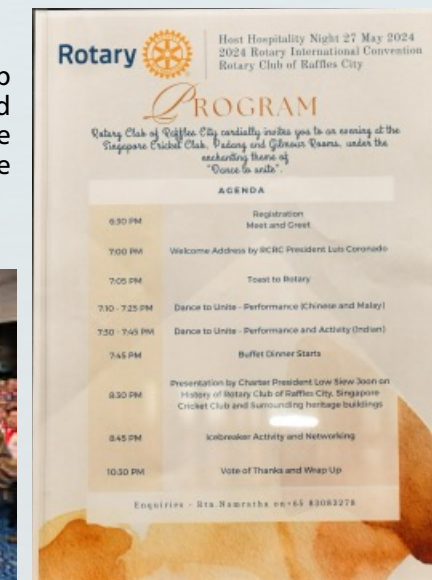 p
d
e
e
Rotary
Host Hospitality Night 27 May 2024
2024 Rotary International Convention
Rotary Club of Raffles City
PROGRAM
Rotary Club of Raffles City cordially invites you to an evening at the
Singapore Cricket Club, Padang and Gilmour Rooms, under the
enchanting theme of
"Dance to unite".
AGENDA
6:30 PM Registration
Meet and Greet
7:00 PM Welcome Address by RCRC President Luis Coronado
7:05 PM Toast to Rotary
7:10 - 7:25 PM Dance to Unite - Performance (Chinese and Malay)
7:30 - 7:45 PM Dance to Unite - Performance and Activity (Indian)
7:45 PM Buffet Dinner Starts
8:30 PM Presentation by Charter President Low Siew Joon on
History of Rotary Club of Raffles City, Singapore
Cricket Club and Surrounding heritage buildings
8:45 PM Icebreaker Activity and Networking
10:30 PM Vote of Thanks and Wrap Up
Enquiries - Rtn.Namratha on+65 83083278